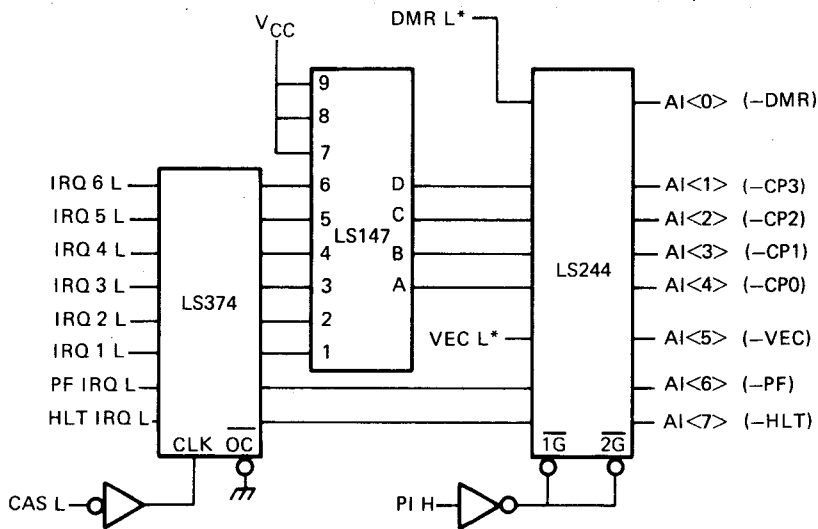 VCC
DMR L*
9
8
7
6
5
4
3
2
1
D
C
B
A
LS147
IRQ 6 L
IRQ 5 L
IRQ 4 L
IRQ 3 L
IRQ 2 L
IRQ 1 L
PF IRQ L
HLT IRQ L
LS374
CLK
OC
CAS L
VEC L*
LS244
1G
2G
PI H
AI<0> (−DMR)
AI<1> (−CP3)
AI<2> (−CP2)
AI<3> (−CP1)
AI<4> (−CP0)
AI<5> (−VEC)
AI<6> (−PF)
AI<7> (−HLT)